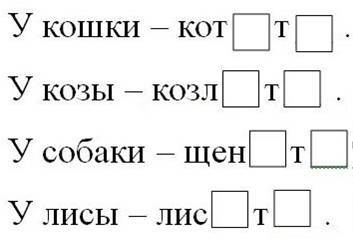 У кошки – кот□т□.
У козы – козл□т□.
У собаки – щен□т□
У лисы – лис□т□.